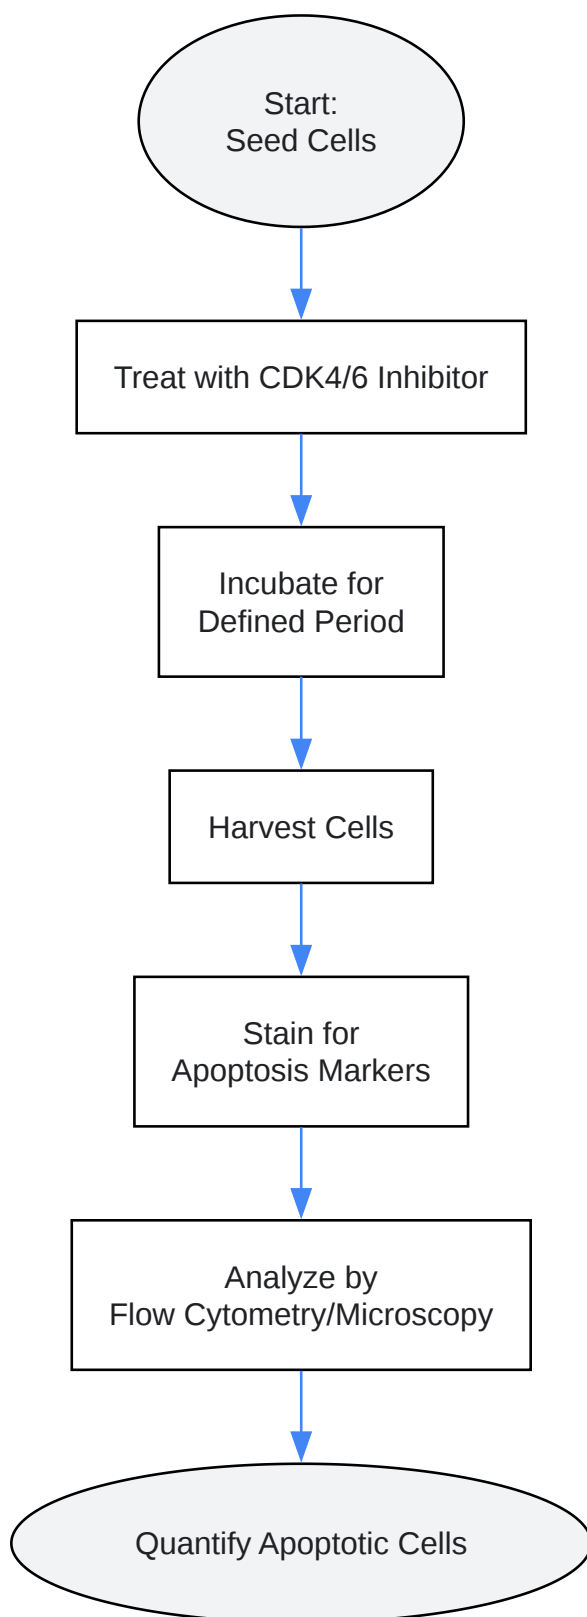 Start:
Seed Cells
Treat with CDK4/6 Inhibitor
Incubate for
Defined Period
Harvest Cells
Stain for
Apoptosis Markers
Analyze by
Flow Cytometry/Microscopy
Quantify Apoptotic Cells